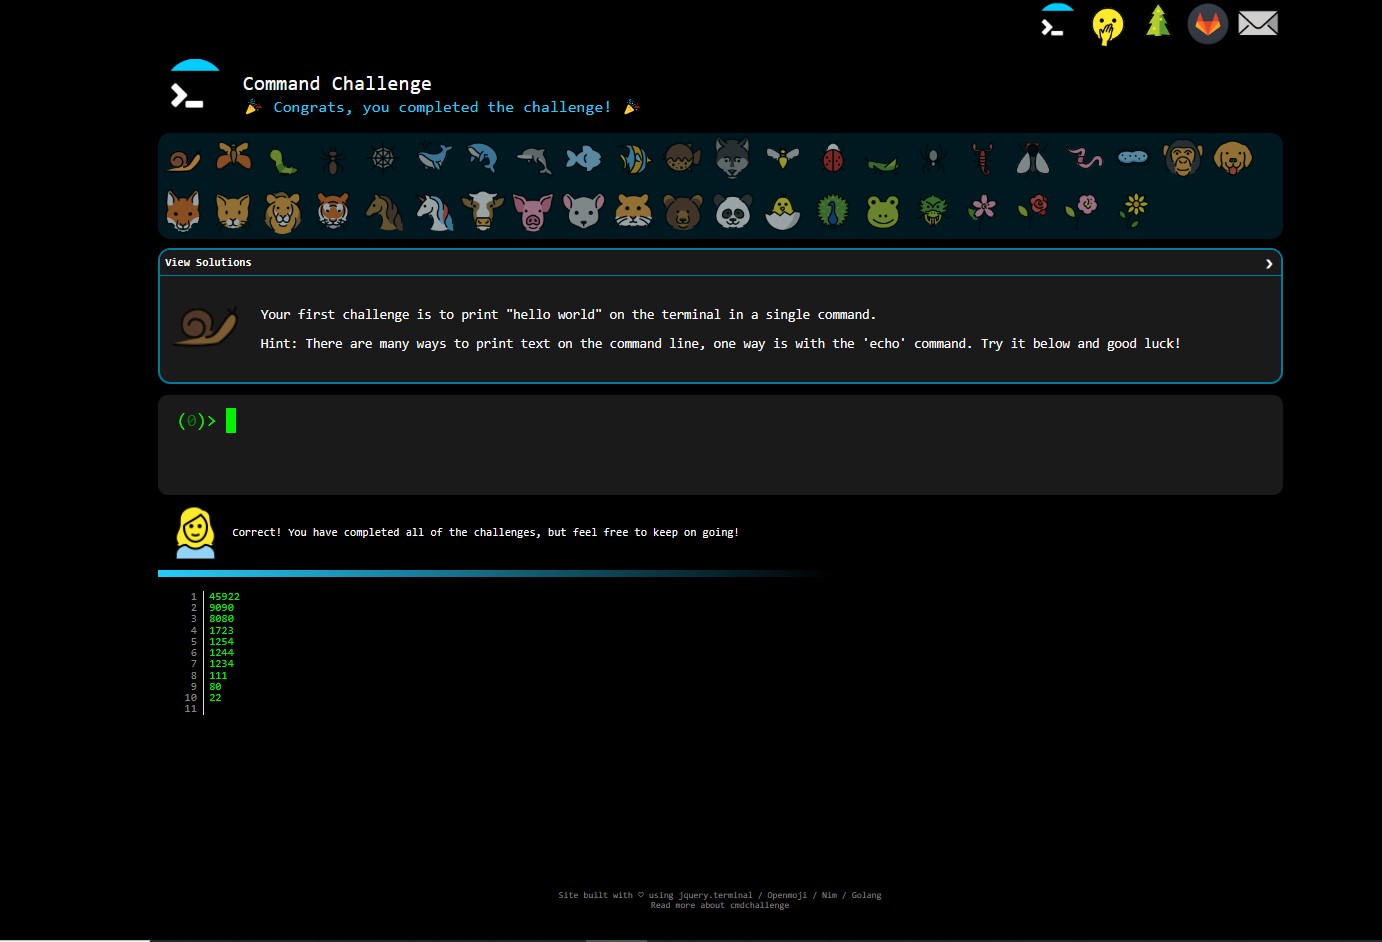 Command Challenge
🎉 Congrats, you completed the challenge! 🎉
View Solutions
Your first challenge is to print "hello world" on the terminal in a single command.
Hint: There are many ways to print text on the command line, one way is with the 'echo' command. Try it below and good luck!
(0)>
Correct! You have completed all of the challenges, but feel free to keep on going!
1 45922
2 9090
3 8080
4 1723
5 1254
6 1244
7 1234
8 111
9 80
10 22
11
Site built with ♡ using jquery.terminal / Openmoji / Nim / Golang
Read more about cmdchallenge